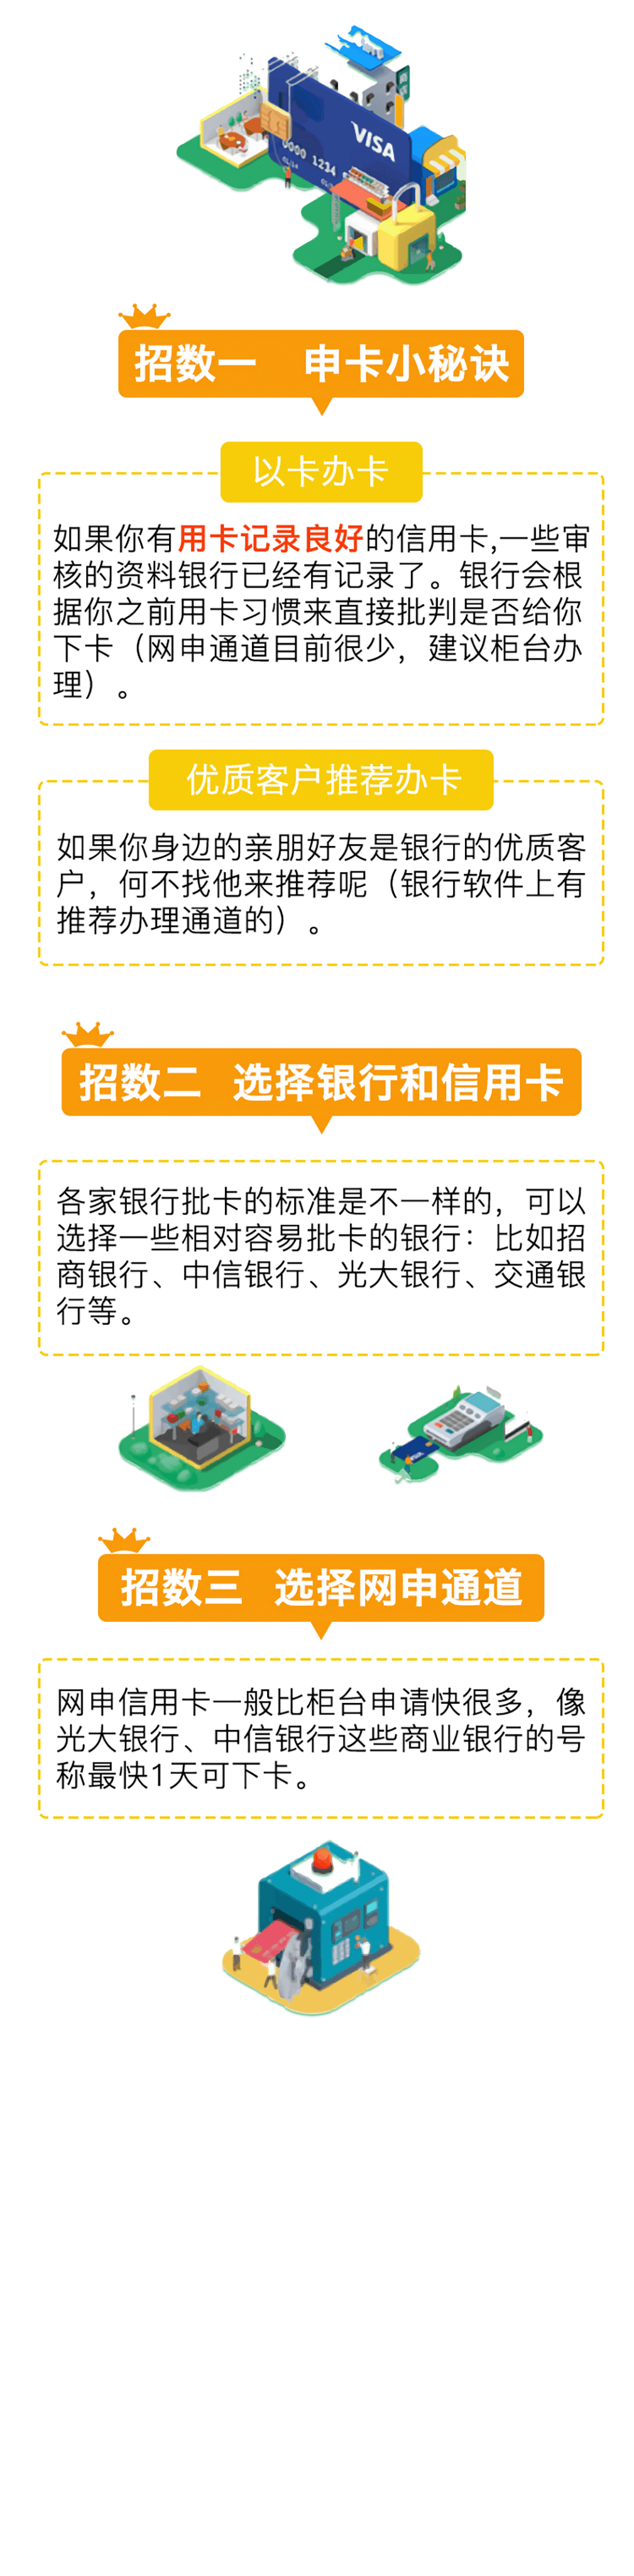 VISA
0000 1234
招数一 申卡小秘诀
以卡办卡
如果你有用卡记录良好的信用卡,一些审
核的资料银行已经有记录了。银行会根
据你之前用卡习惯来直接批判是否给你
下卡（网申通道目前很少，建议柜台办
理）。
优质客户推荐办卡
如果你身边的亲朋好友是银行的优质客
户，何不找他来推荐呢（银行软件上有
推荐办理通道的）。
招数二 选择银行和信用卡
各家银行批卡的标准是不一样的，可以
选择一些相对容易批卡的银行：比如招
商银行、中信银行、光大银行、交通银
行等。
招数三 选择网申通道
网申信用卡一般比柜台申请快很多，像
光大银行、中信银行这些商业银行的号
称最快1天可下卡。